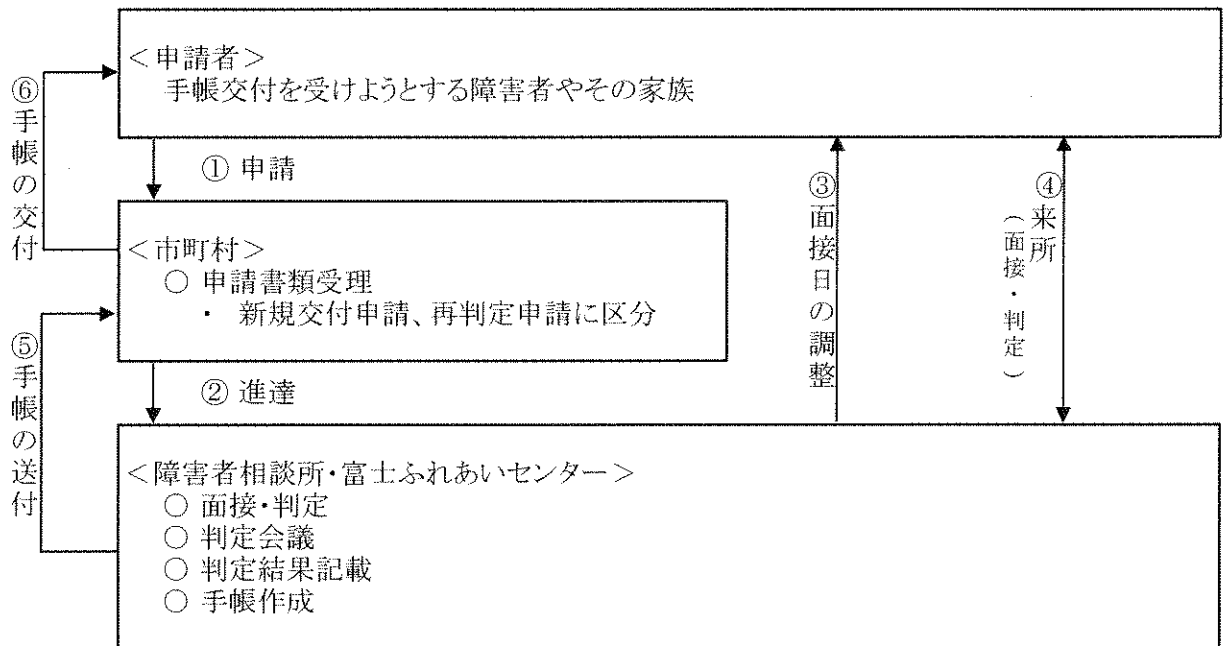 <申請者>
手帳交付を受けようとする障害者やその家族
⑥手帳の交付
① 申請
③面接日の調整
④来所
(面接・判定)
<市町村>
○ 申請書類受理
・ 新規交付申請、再判定申請に区分
⑤手帳の送付
② 進達
<障害者相談所・富士ふれあいセンター>
○ 面接・判定
○ 判定会議
○ 判定結果記載
○ 手帳作成